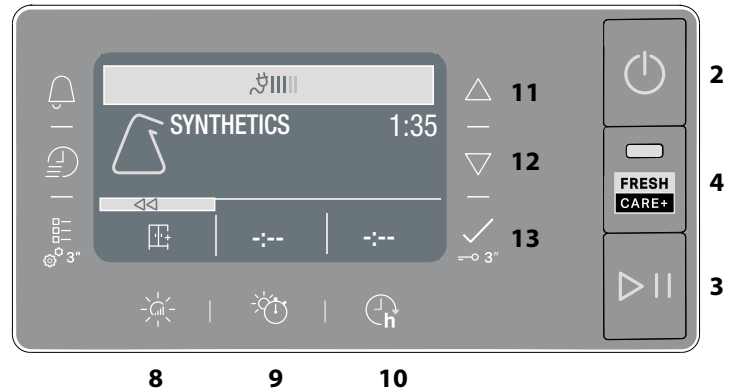 2
11
SYNTHETICS 1:35
12
FRESH
CARE+
4
-:-- -:--
3"
13
3"
3
h
8 9 10